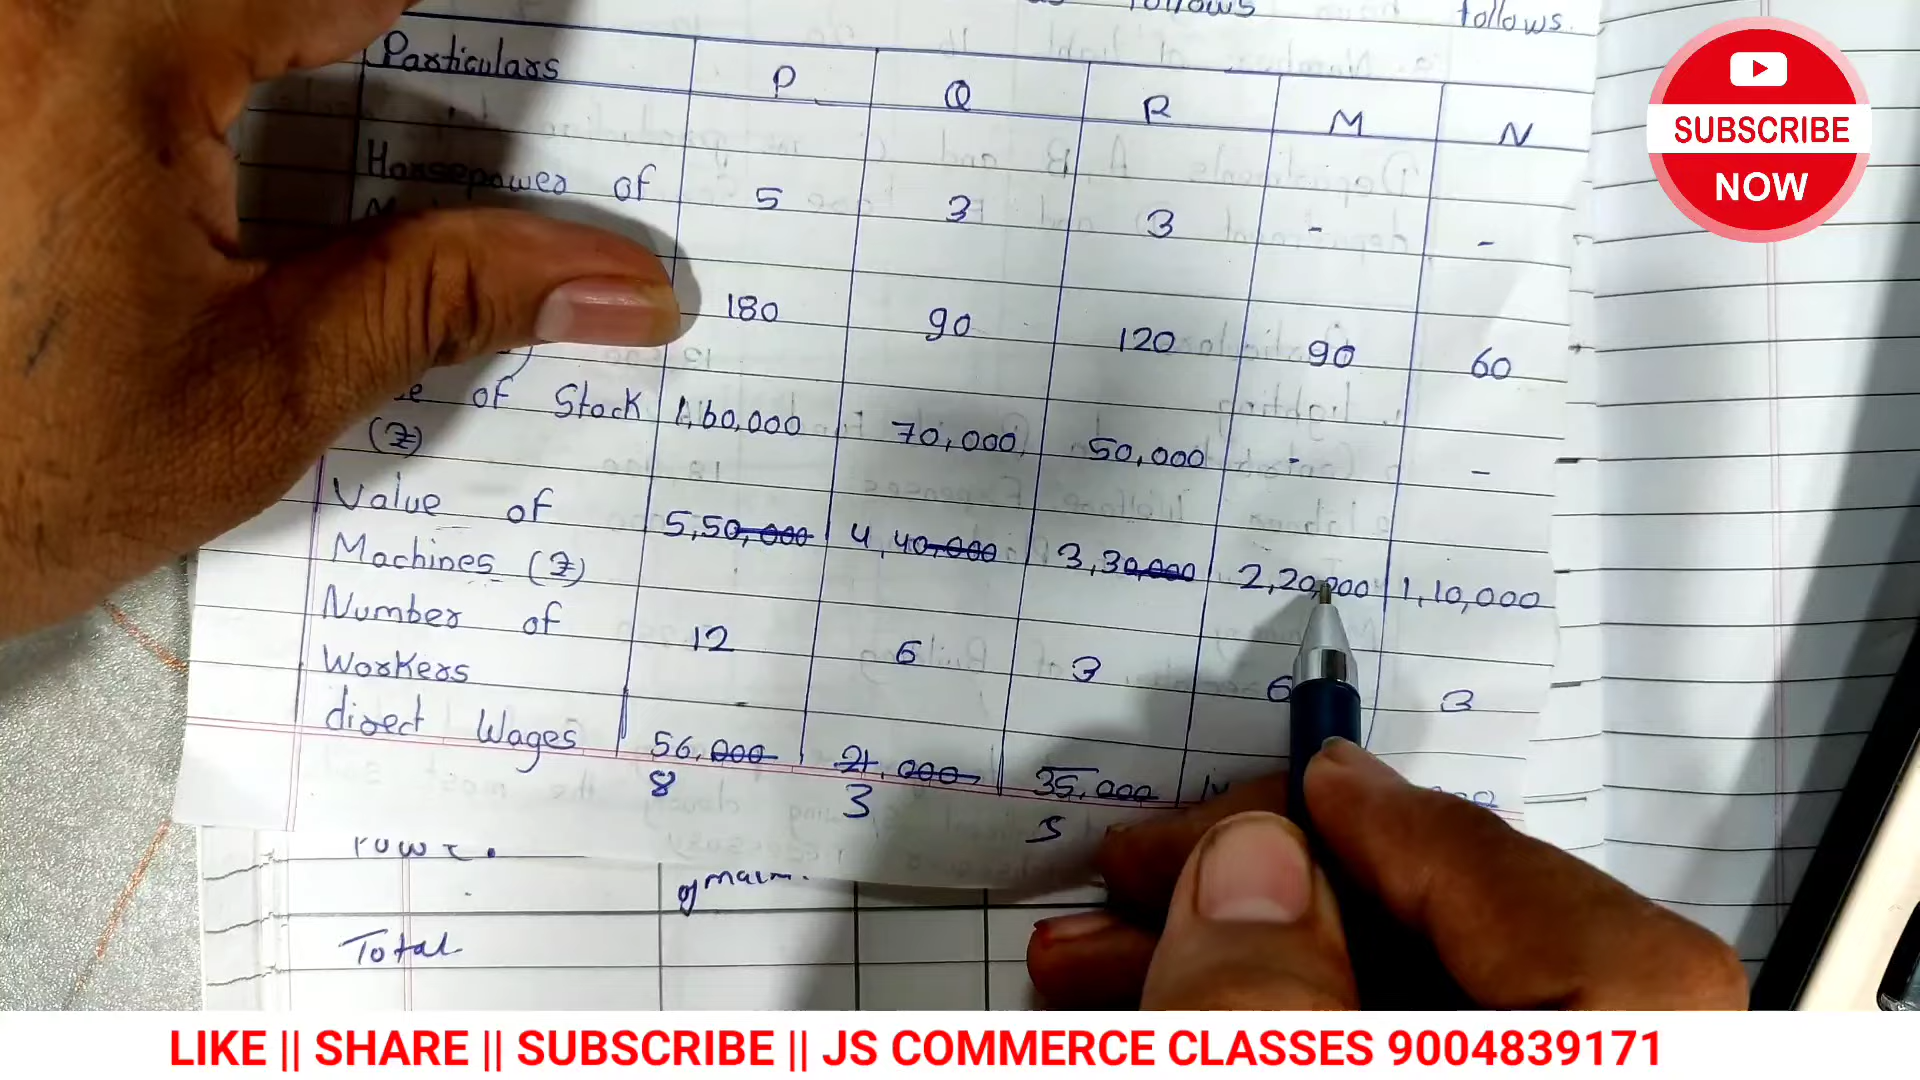 follows follows.
Particulars P Q R M N
Horsepower of 5 3 3 - -
180 90 120 90 60
of Stock 1,60,000 70,000 50,000 - -
(₹)
Value of 5,50,000 4,40,000 3,30,000 2,20,000 1,10,000
Machines (₹)
Number of 12 6 3 6 3
Workers
direct Wages 56,000 21,000 35,000
8 3 5
Total
SUBSCRIBE
NOW
LIKE || SHARE || SUBSCRIBE || JS COMMERCE CLASSES 9004839171